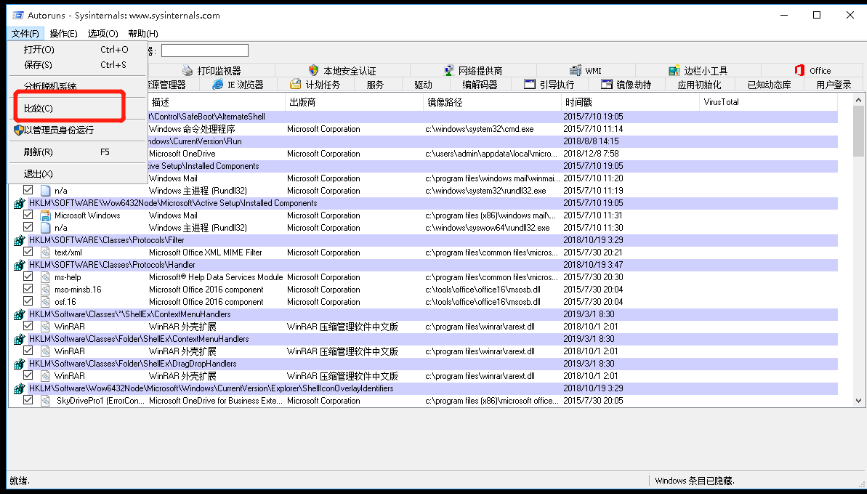 Autoruns - Sysinternals: www.sysinternals.com
文件(F) 操作(E) 选项(O) 帮助(H)
打开(O) Ctrl+O
保存(S) Ctrl+S
分析脱机系统
比较(C)
以管理员身份运行
刷新(R) F5
退出(X)
器:
打印监视器 本地安全认证 网络提供商 WMI 边栏小工具 Office
资源管理器 IE 浏览器 计划任务 服务 驱动 编解码器 引导执行 镜像劫持 应用初始化 已知动态库 用户登录
描述 出版商 镜像路径 时间戳 VirusTotal
t\Control\SafeBoot\AlternateShell 2015/7/10 19:05
Windows 命令处理程序 Microsoft Corporation c:\windows\system32\cmd.exe 2015/7/10 11:14
ndows\CurrentVersion\Run 2018/8/8 14:15
Microsoft OneDrive Microsoft Corporation c:\users\admin\appdata\local\micro... 2018/12/8 7:58
ive Setup\Installed Components 2015/7/10 19:05
Windows Mail Microsoft Corporation c:\program files\windows mail\winmai... 2015/7/10 11:20
n/a Windows 主进程 (Rundll32) Microsoft Corporation c:\windows\system32\rundll32.exe 2015/7/10 11:19
HKLM\SOFTWARE\Wow6432Node\Microsoft\Active Setup\Installed Components 2015/7/10 19:05
Microsoft Windows Windows Mail Microsoft Corporation c:\program files (x86)\windows mail\... 2015/7/10 11:31
n/a Windows 主进程 (Rundll32) Microsoft Corporation c:\windows\syswow64\rundll32.exe 2015/7/10 11:30
HKLM\SOFTWARE\Classes\Protocols\Filter 2018/10/19 3:29
text/xml Microsoft Office XML MIME Filter Microsoft Corporation c:\program files\common files\micros... 2015/7/30 20:21
HKLM\SOFTWARE\Classes\Protocols\Handler 2018/10/19 3:47
ms-help Microsoft® Help Data Services Module Microsoft Corporation c:\program files\common files\micros... 2015/7/30 20:30
mso-minsb.16 Microsoft Office 2016 component Microsoft Corporation c:\tools\office\office16\msosb.dll 2015/7/30 20:04
osf.16 Microsoft Office 2016 component Microsoft Corporation c:\tools\office\office16\msosb.dll 2015/7/30 20:04
HKLM\Software\Classes\*\ShellEx\ContextMenuHandlers 2019/3/1 8:30
WinRAR WinRAR 外壳扩展 WinRAR 压缩管理软件中文版 c:\program files\winrar\rarext.dll 2018/10/1 2:01
HKLM\Software\Classes\Folder\ShellEx\ContextMenuHandlers 2019/3/1 8:30
WinRAR WinRAR 外壳扩展 WinRAR 压缩管理软件中文版 c:\program files\winrar\rarext.dll 2018/10/1 2:01
HKLM\Software\Classes\Folder\ShellEx\DragDropHandlers 2019/3/1 8:30
WinRAR WinRAR 外壳扩展 WinRAR 压缩管理软件中文版 c:\program files\winrar\rarext.dll 2018/10/1 2:01
HKLM\Software\Wow6432Node\Microsoft\Windows\CurrentVersion\Explorer\ShellIconOverlayIdentifiers 2018/10/19 3:29
SkyDrivePro1 (ErrorCon... Microsoft OneDrive for Business Exte... Microsoft Corporation c:\program files (x86)\microsoft office... 2015/7/30 20:05
就绪. Windows 条目已隐藏.